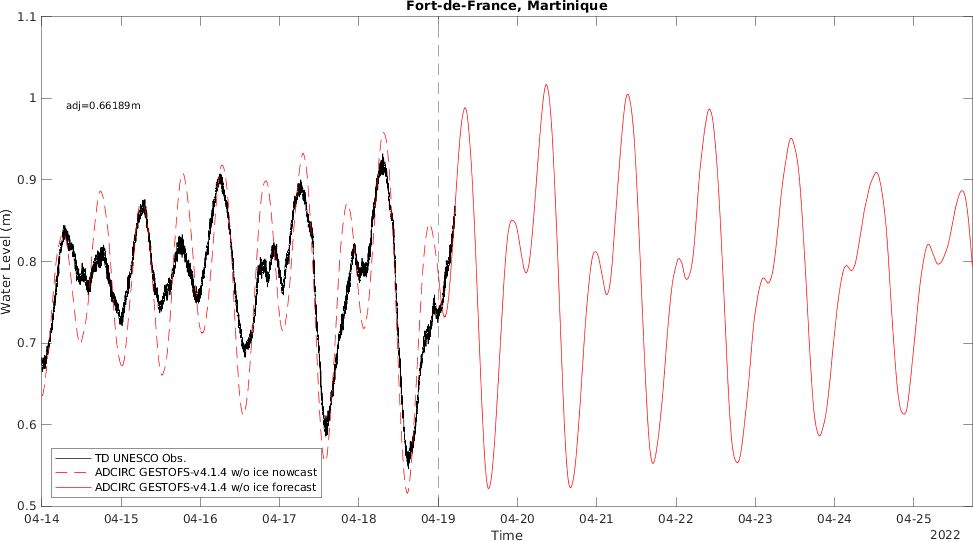 Fort-de-France, Martinique
1.1
1
0.9
0.8
0.7
0.6
0.5
Water Level (m)
adj=0.66189m
TD UNESCO Obs.
ADCIRC GESTOFS-v4.1.4 w/o ice nowcast
ADCIRC GESTOFS-v4.1.4 w/o ice forecast
04-14 04-15 04-16 04-17 04-18 04-19 04-20 04-21 04-22 04-23 04-24 04-25
Time
2022